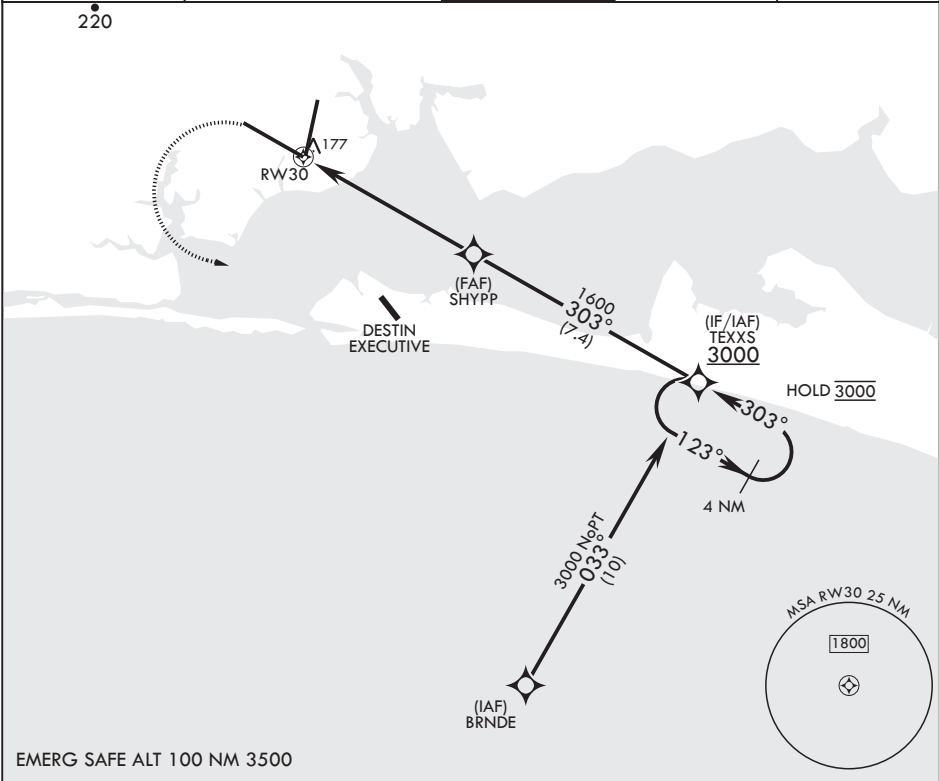 220
177
RW30
(FAF)
SHYPP
DESTIN
EXECUTIVE
1600
303°
(7.4)
(IF/IAF)
TEXXS
3000
HOLD 3000
303°
123°
4 NM
3000 NoPT
033°
(10)
MSA RW30 25 NM
1800
(IAF)
BRNDE
EMERG SAFE ALT 100 NM 3500